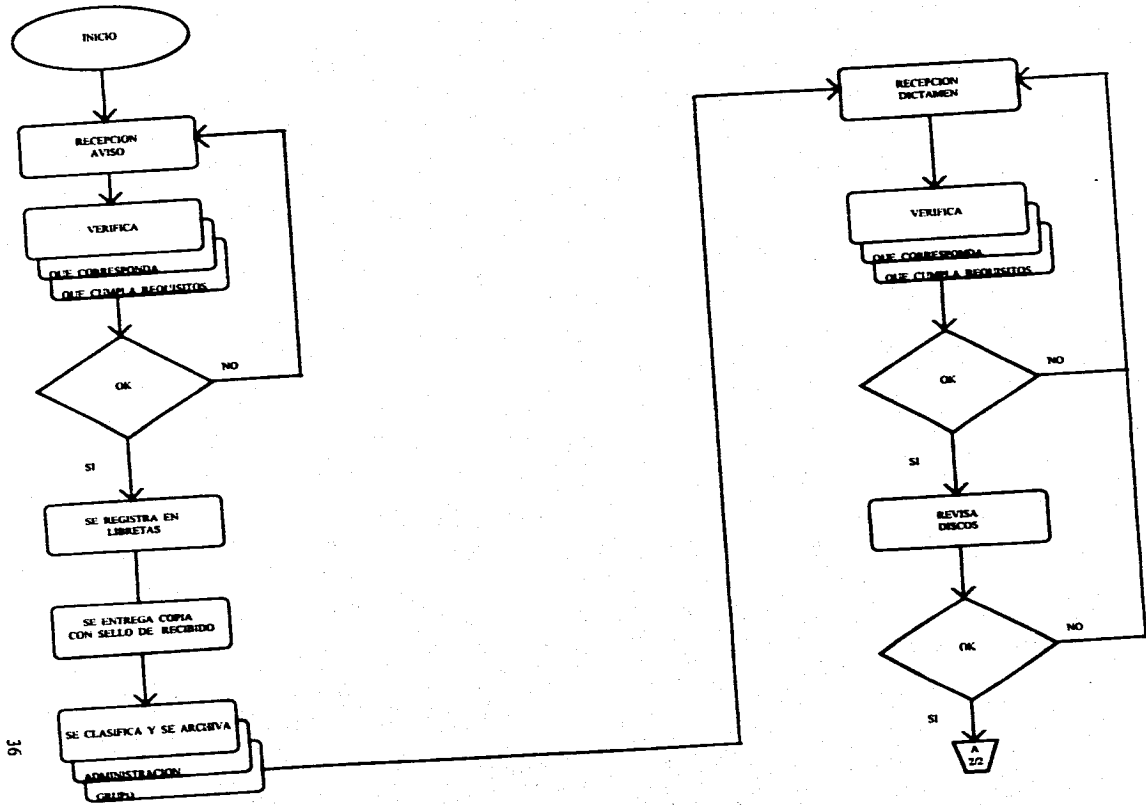 INICIO
RECEPCION
AVISO
VERIFICA
QUE CORRESPONDA
QUE CUMPLA REQUISITOS
OK
NO
SI
SE REGISTRA EN
LIBRETAS
SE ENTREGA COPIA
CON SELLO DE RECIBIDO
SE CLASIFICA Y SE ARCHIVA
ADMINISTRACION
GRUPO
RECEPCION
DICTAMEN
VERIFICA
QUE CORRESPONDA
QUE CUMPLA REQUISITOS
OK
NO
SI
REVISA
DISCOS
OK
NO
SI
A
2/2
36